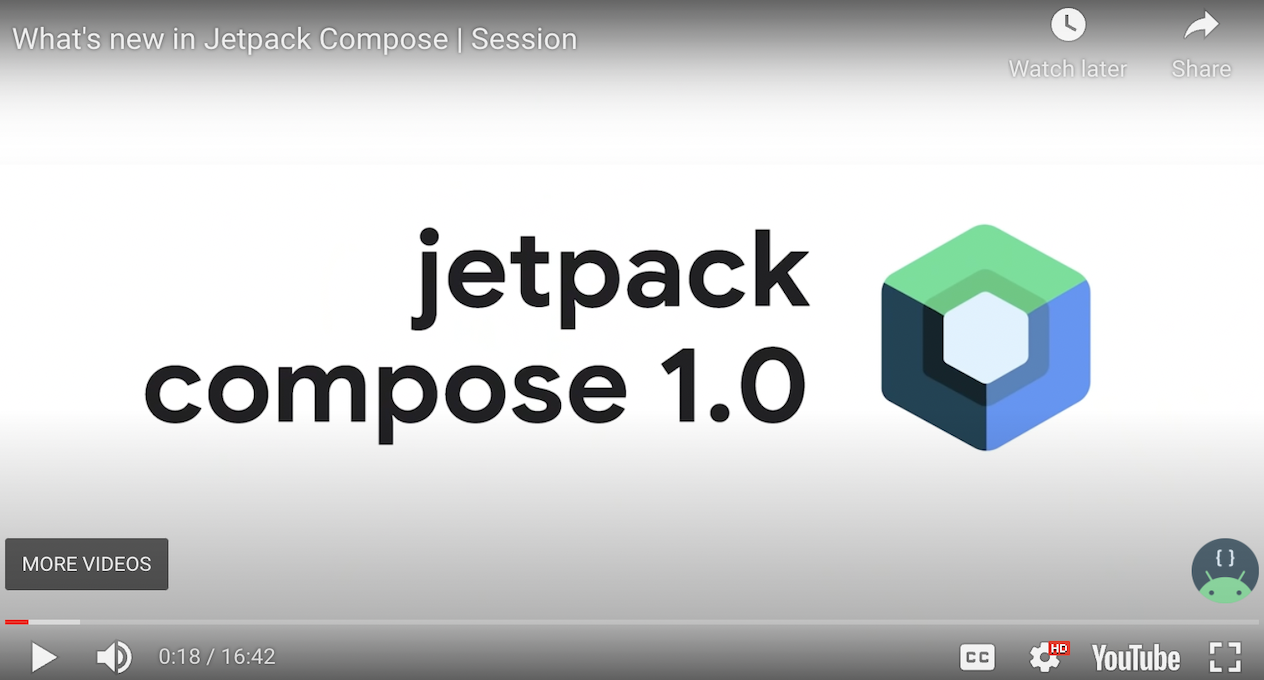 What's new in Jetpack Compose | Session
Watch later
Share
jetpack
compose 1.0
MORE VIDEOS
{ }
0:18 / 16:42
CC
HD
YouTube